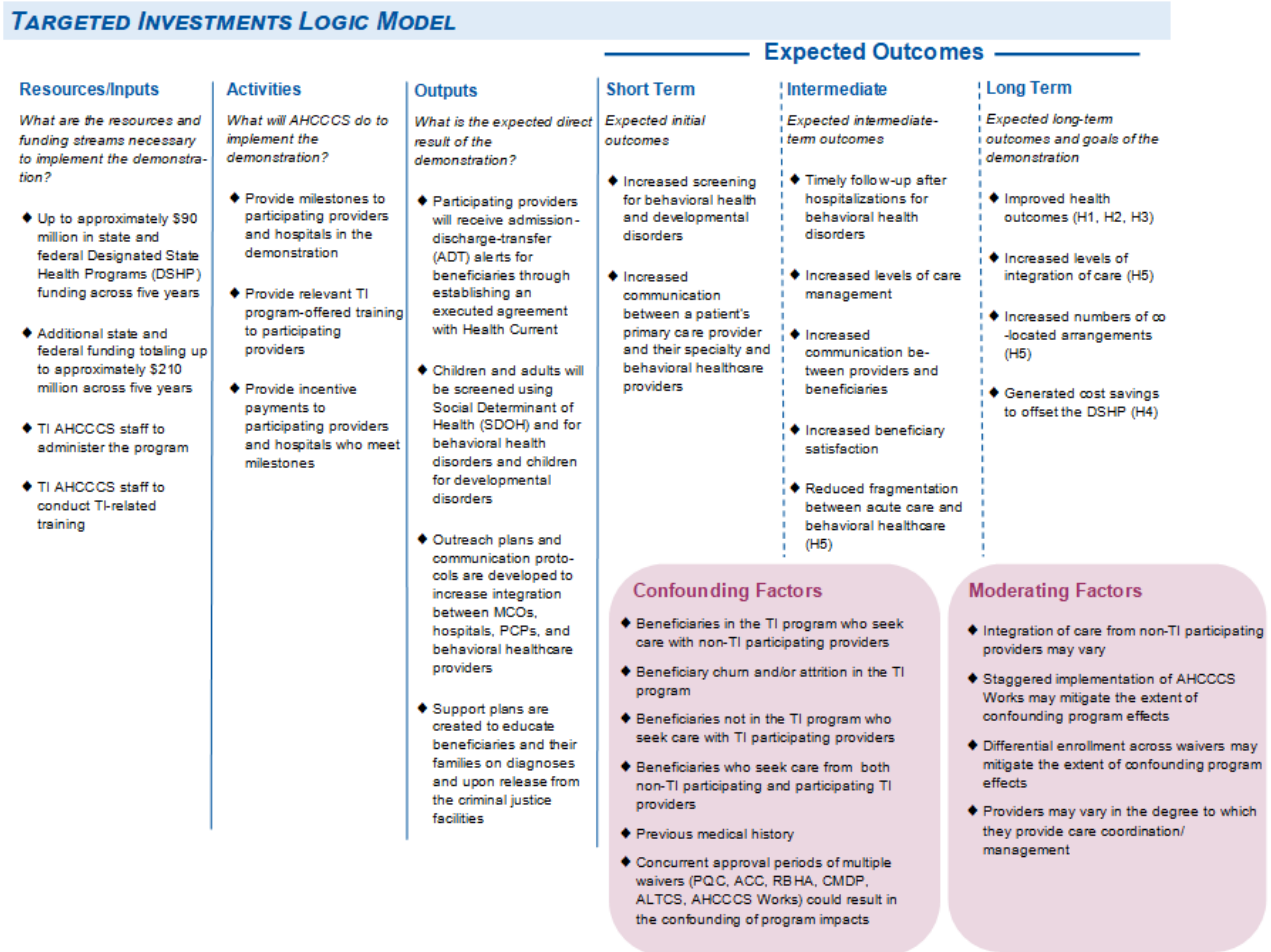 TARGETED INVESTMENTS LOGIC MODEL
Expected Outcomes
Resources/Inputs
What are the resources and
funding streams necessary
to implement the demonstra-
tion?
◆ Up to approximately $90
million in state and
federal Designated State
Health Programs (DSHP)
funding across five years
◆ Additional state and
federal funding totaling up
to approximately $210
million across five years
◆ TI AHCCCS staff to
administer the program
◆ TI AHCCCS staff to
conduct TI-related
training
Activities
What will AHCCCS do to
implement the
demonstration?
◆ Provide milestones to
participating providers
and hospitals in the
demonstration
◆ Provide relevant TI
program-offered training
to participating
providers
◆ Provide incentive
payments to
participating providers
and hospitals who meet
milestones
Outputs
What is the expected direct
result of the
demonstration?
◆ Participating providers
will receive admission-
discharge-transfer
(ADT) alerts for
beneficiaries through
establishing an
executed agreement
with Health Current
◆ Children and adults will
be screened using
Social Determinant of
Health (SDOH) and for
behavioral health
disorders and children
for developmental
disorders
◆ Outreach plans and
communication proto-
cols are developed to
increase integration
between MCOs,
hospitals, PCPs, and
behavioral healthcare
providers
◆ Support plans are
created to educate
beneficiaries and their
families on diagnoses
and upon release from
the criminal justice
facilities
Short Term
Expected initial
outcomes
◆ Increased screening
for behavioral health
and developmental
disorders
◆ Increased
communication
between a patient's
primary care provider
and their specialty and
behavioral healthcare
providers
Intermediate
Expected intermediate-
term outcomes
◆ Timely follow-up after
hospitalizations for
behavioral health
disorders
◆ Increased levels of care
management
◆ Increased
communication be-
tween providers and
beneficiaries
◆ Increased beneficiary
satisfaction
◆ Reduced fragmentation
between acute care and
behavioral healthcare
(H5)
Long Term
Expected long-term
outcomes and goals of the
demonstration
◆ Improved health
outcomes (H1, H2, H3)
◆ Increased levels of
integration of care (H5)
◆ Increased numbers of co
-located arrangements
(H5)
◆ Generated cost savings
to offset the DSHP (H4)
Confounding Factors
◆ Beneficiaries in the TI program who seek
care with non-TI participating providers
◆ Beneficiary churn and/or attrition in the TI
program
◆ Beneficiaries not in the TI program who
seek care with TI participating providers
◆ Beneficiaries who seek care from both
non-TI participating and participating TI
providers
◆ Previous medical history
◆ Concurrent approval periods of multiple
waivers (PQC, ACC, RBHA, CMDP,
ALTCS, AHCCCS Works) could result in
the confounding of program impacts
Moderating Factors
◆ Integration of care from non-TI participating
providers may vary
◆ Staggered implementation of AHCCCS
Works may mitigate the extent of
confounding program effects
◆ Differential enrollment across waivers may
mitigate the extent of confounding program
effects
◆ Providers may vary in the degree to which
they provide care coordination/
management